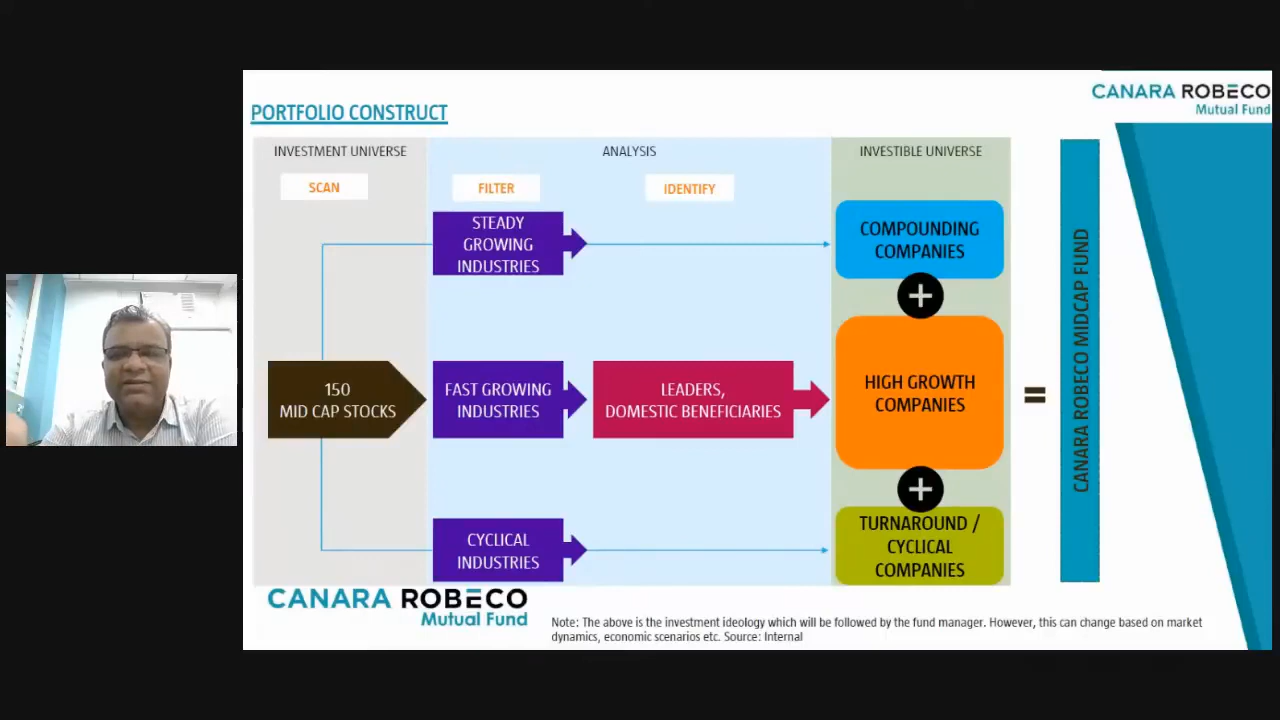 CANARA ROBECO
Mutual Fund
PORTFOLIO CONSTRUCT
INVESTMENT UNIVERSE
ANALYSIS
INVESTIBLE UNIVERSE
SCAN
FILTER
IDENTIFY
STEADY
GROWING
INDUSTRIES
COMPOUNDING
COMPANIES
+
150
MID CAP STOCKS
FAST GROWING
INDUSTRIES
LEADERS,
DOMESTIC BENEFICIARIES
HIGH GROWTH
COMPANIES
=
CANARA ROBECO MIDCAP FUND
+
CYCLICAL
INDUSTRIES
TURNAROUND /
CYCLICAL
COMPANIES
CANARA ROBECO
Mutual Fund
Note: The above is the investment ideology which will be followed by the fund manager. However, this can change based on market
dynamics, economic scenarios etc. Source: Internal